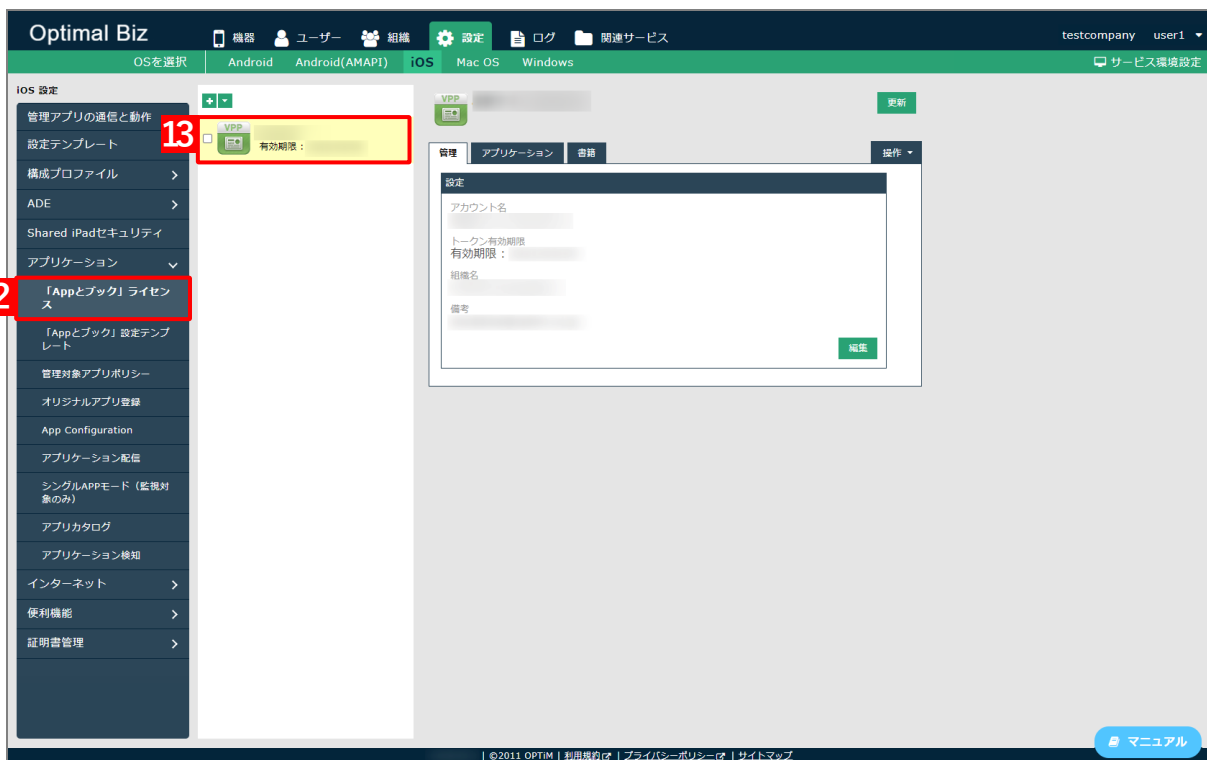 Optimal Biz
機器 ユーザー 組織 設定 ログ 関連サービス
testcompany user1
OSを選択 Android Android(AMAPI) iOS Mac OS Windows
サービス環境設定
iOS 設定
管理アプリの通信と動作
設定テンプレート
構成プロファイル
ADE
Shared iPadセキュリティ
アプリケーション
2
「Appとブック」ライセン
ス
「Appとブック」設定テンプ
レート
管理対象アプリポリシー
オリジナルアプリ登録
App Configuration
アプリケーション配信
シングルAPPモード（監視対
象のみ）
アプリカタログ
アプリケーション検知
インターネット
便利機能
証明書管理
13
VPP
有効期限：
VPP
更新
管理 アプリケーション 書籍
操作
設定
アカウント名
トークン有効期限
有効期限：
組織名
備考
編集
マニュアル
| ©2011 OPTiM | 利用規約 | プライバシーポリシー | サイトマップ